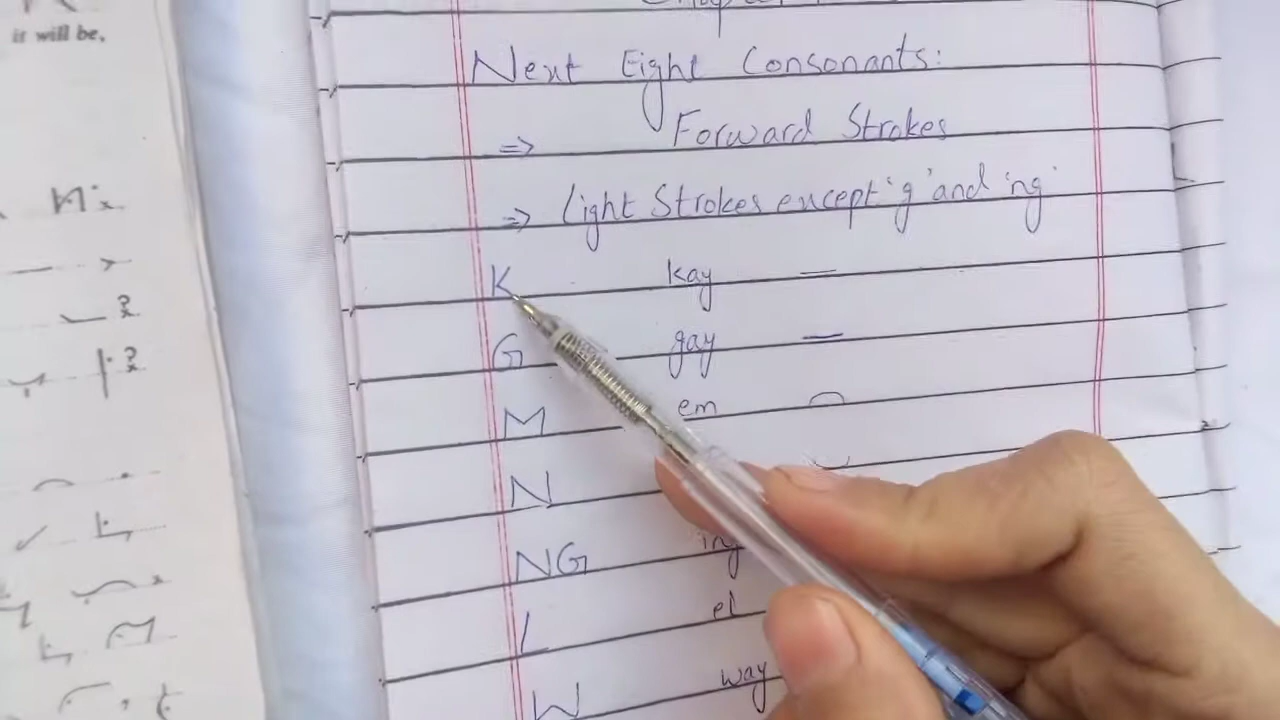 it will be,
Next Eight Consonants:
⇒ Forward Strokes
⇒ Light Strokes except 'g' and 'ng'
K kay
G gay
M em
N
NG ing
L el
W way